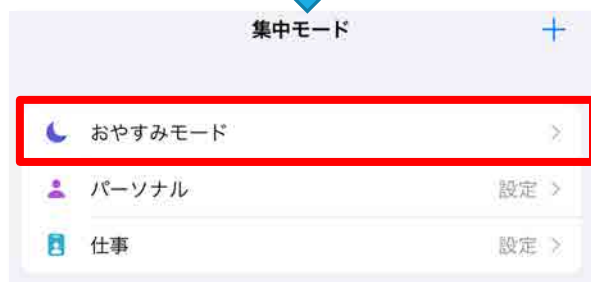 集中モード
おやすみモード
パーソナル 設定
仕事 設定